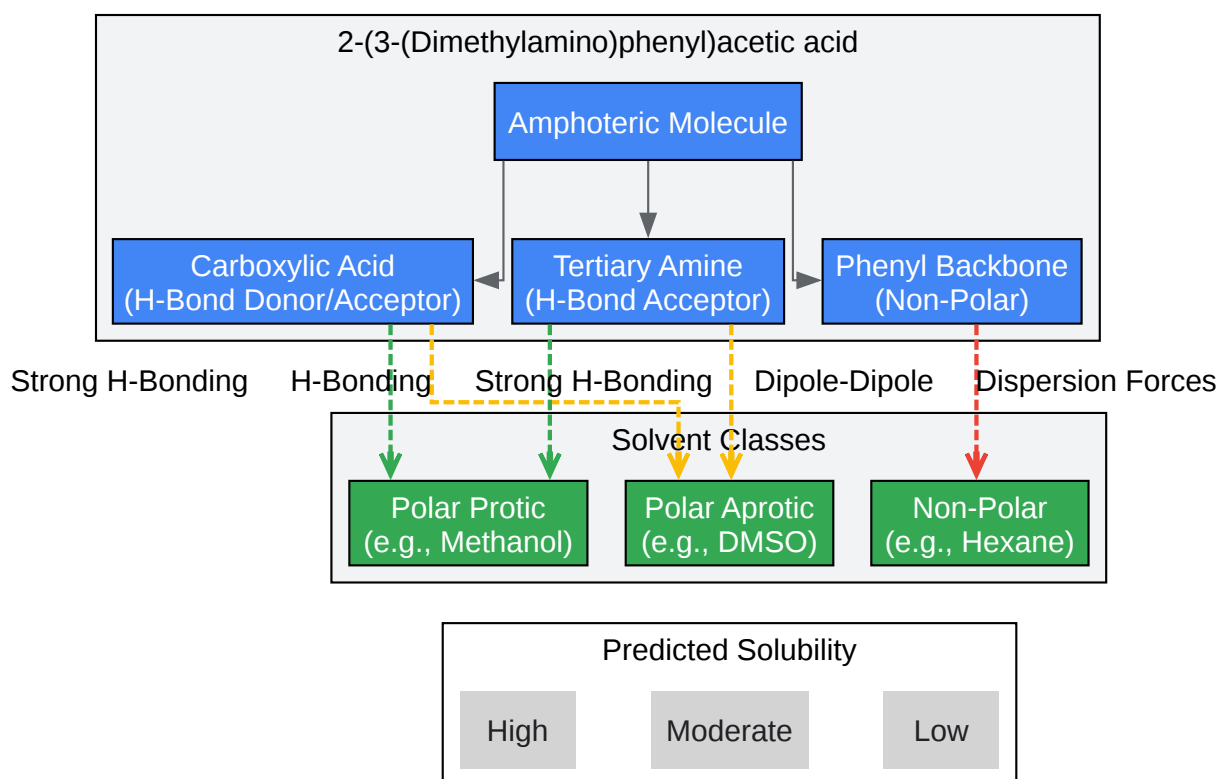 2-(3-(Dimethylamino)phenyl)acetic acid
Amphoteric Molecule
Carboxylic Acid
(H-Bond Donor/Acceptor)
Tertiary Amine
(H-Bond Acceptor)
Phenyl Backbone
(Non-Polar)
Strong H-Bonding
H-Bonding
Strong H-Bonding
Dipole-Dipole
Dispersion Forces
Solvent Classes
Polar Protic
(e.g., Methanol)
Polar Aprotic
(e.g., DMSO)
Non-Polar
(e.g., Hexane)
Predicted Solubility
High
Moderate
Low